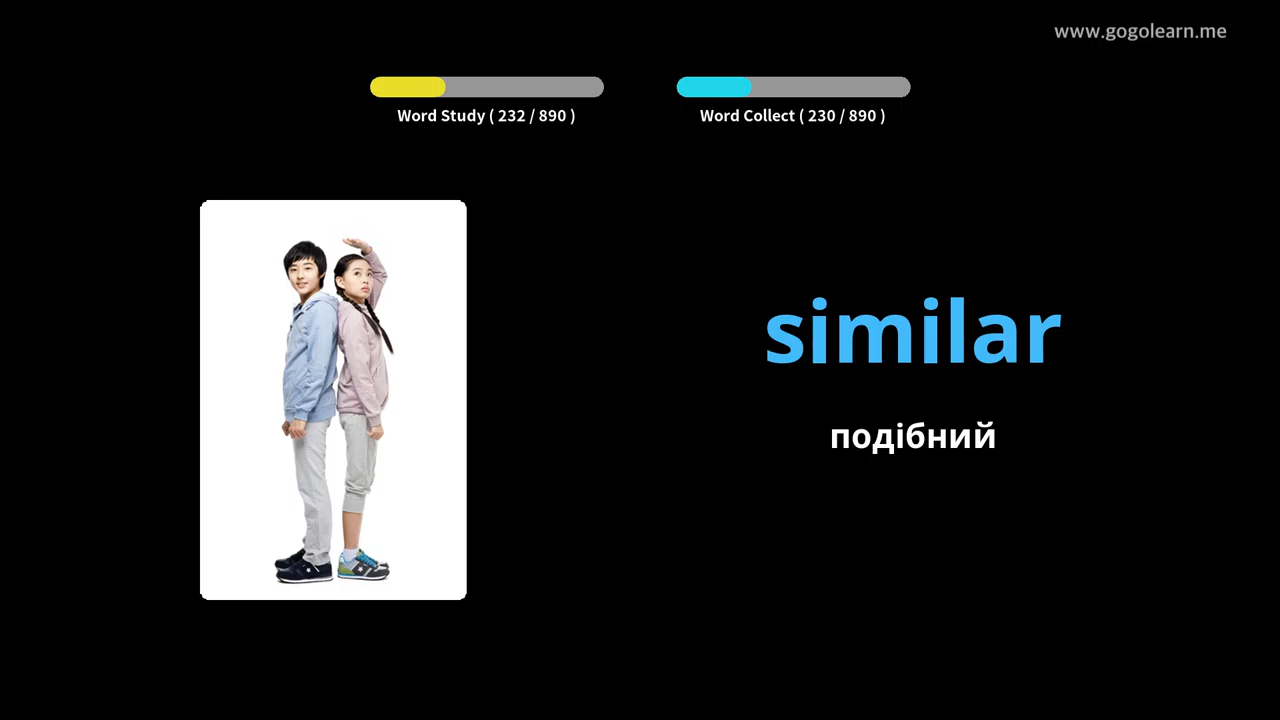 www.gogolearn.me
Word Study ( 232 / 890 )
Word Collect ( 230 / 890 )
similar
подібний